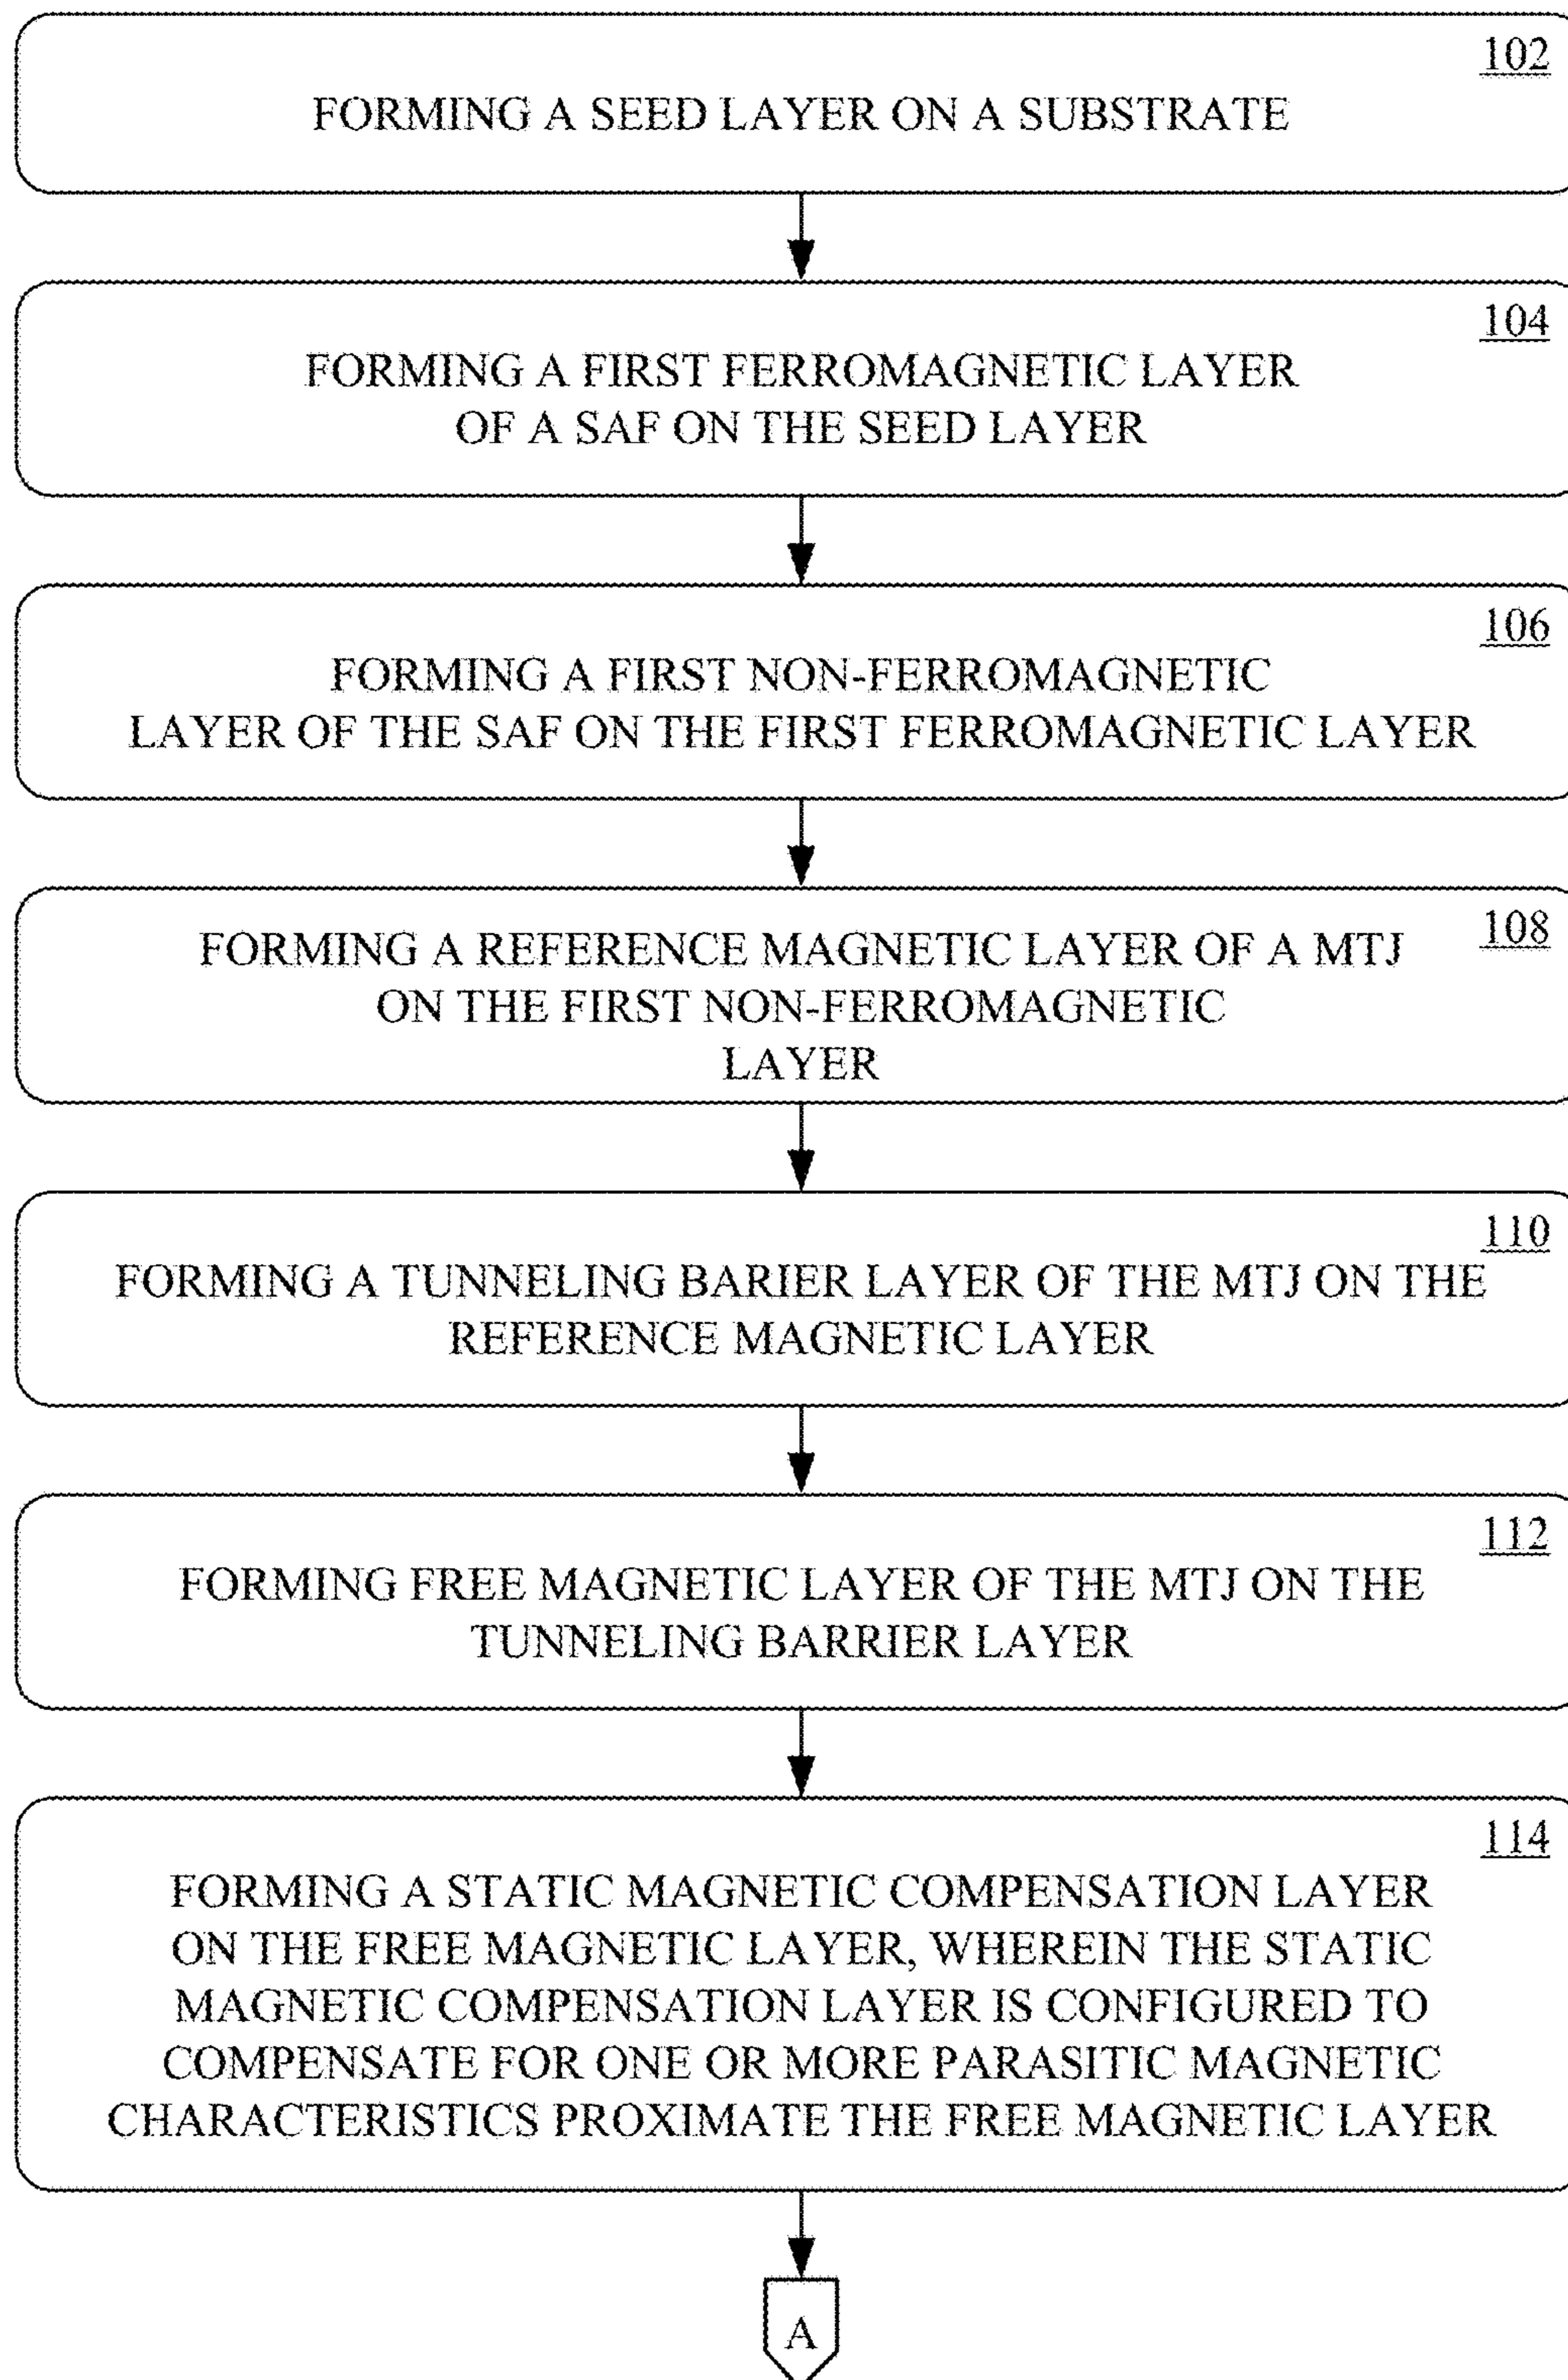 102
FORMING A SEED LAYER ON A SUBSTRATE
104
FORMING A FIRST FERROMAGNETIC LAYER
OF A SAF ON THE SEED LAYER
106
FORMING A FIRST NON-FERROMAGNETIC
LAYER OF THE SAF ON THE FIRST FERROMAGNETIC LAYER
108
FORMING A REFERENCE MAGNETIC LAYER OF A MTJ
ON THE FIRST NON-FERROMAGNETIC
LAYER
110
FORMING A TUNNELING BARIER LAYER OF THE MTJ ON THE
REFERENCE MAGNETIC LAYER
112
FORMING FREE MAGNETIC LAYER OF THE MTJ ON THE
TUNNELING BARRIER LAYER
114
FORMING A STATIC MAGNETIC COMPENSATION LAYER
ON THE FREE MAGNETIC LAYER, WHEREIN THE STATIC
MAGNETIC COMPENSATION LAYER IS CONFIGURED TO
COMPENSATE FOR ONE OR MORE PARASITIC MAGNETIC
CHARACTERISTICS PROXIMATE THE FREE MAGNETIC LAYER
A